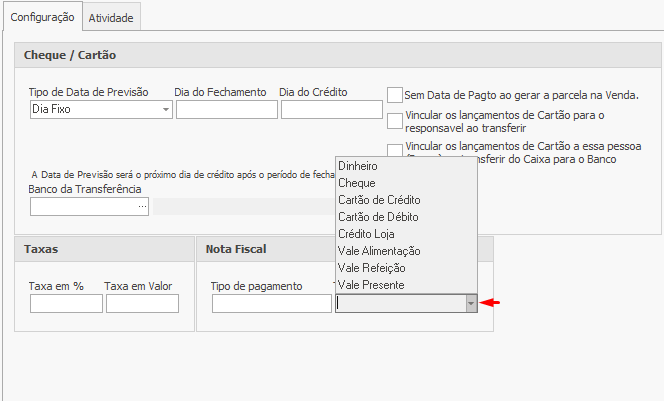 Configuração
Atividade
Cheque / Cartão
Tipo de Data de Previsão
Dia do Fechamento
Dia do Crédito
Dia Fixo
Sem Data de Pagto ao gerar a parcela na Venda.
Vincular os lançamentos de Cartão para o
responsavel ao transferir
Vincular os lançamentos de Cartão a essa pessoa
transferir do Caixa para o Banco
A Data de Previsão será o próximo dia de crédito após o período de fecha
Banco da Transferência
...
Dinheiro
Cheque
Cartão de Crédito
Cartão de Débito
Crédito Loja
Vale Alimentação
Vale Refeição
Vale Presente
Taxas
Nota Fiscal
Taxa em %
Taxa em Valor
Tipo de pagamento